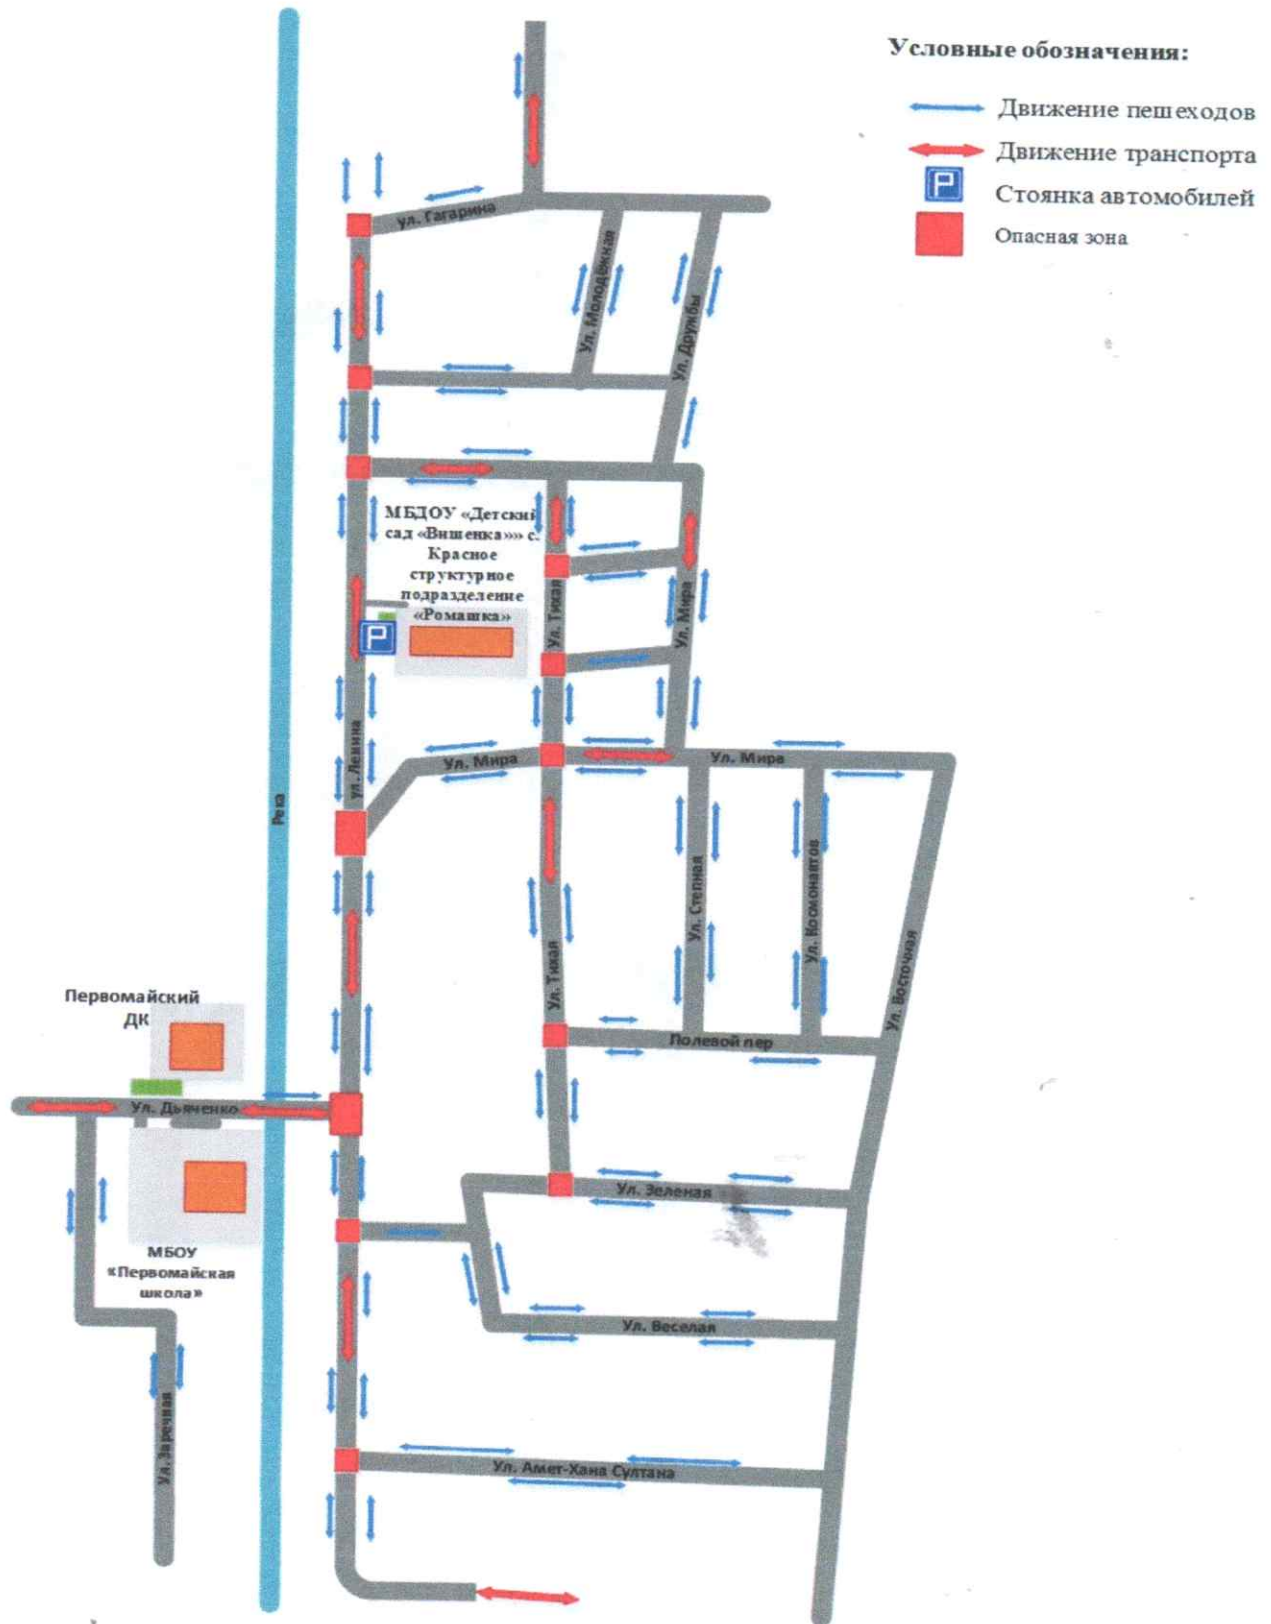 Условные обозначения:
Движение пешеходов
Движение транспорта
P
Стоянка автомобилей
Опасная зона
ул. Гагарина
Ул. Молодежная
Ул. Дружбы
МБДОУ «Детский
сад «Вишенка»» с.
Красное
структурное
подразделение
«Ромашка»
P
Ул. Тихая
Ул. Мира
ул. Ленина
Ул. Мира
Ул. Мира
Река
Ул. Степная
Ул. Космонавтов
Ул. Восточная
Ул. Тихая
Первомайский
ДК
Полевой пер
Ул. Дьяченко
Ул. Зеленая
МБОУ
«Первомайская
школа»
Ул. Веселая
Ул. Заречная
Ул. Амет-Хана Султана